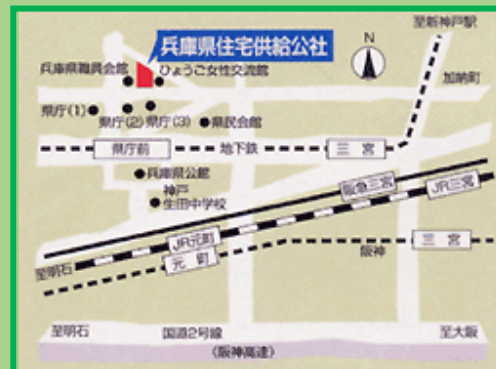 至新神戸駅
兵庫県住宅供給公社
N
兵庫県職員会館
ひょうご女性交流館
加納町
県庁(1)
県庁(2)
県庁(3)
県民会館
県庁前
地下鉄
三宮
兵庫県公館
神戸
生田中学校
阪急三宮
JR三宮
JR元町
至明石
元町
阪神
三宮
至明石
国道2号線
至大阪
(阪神高速)